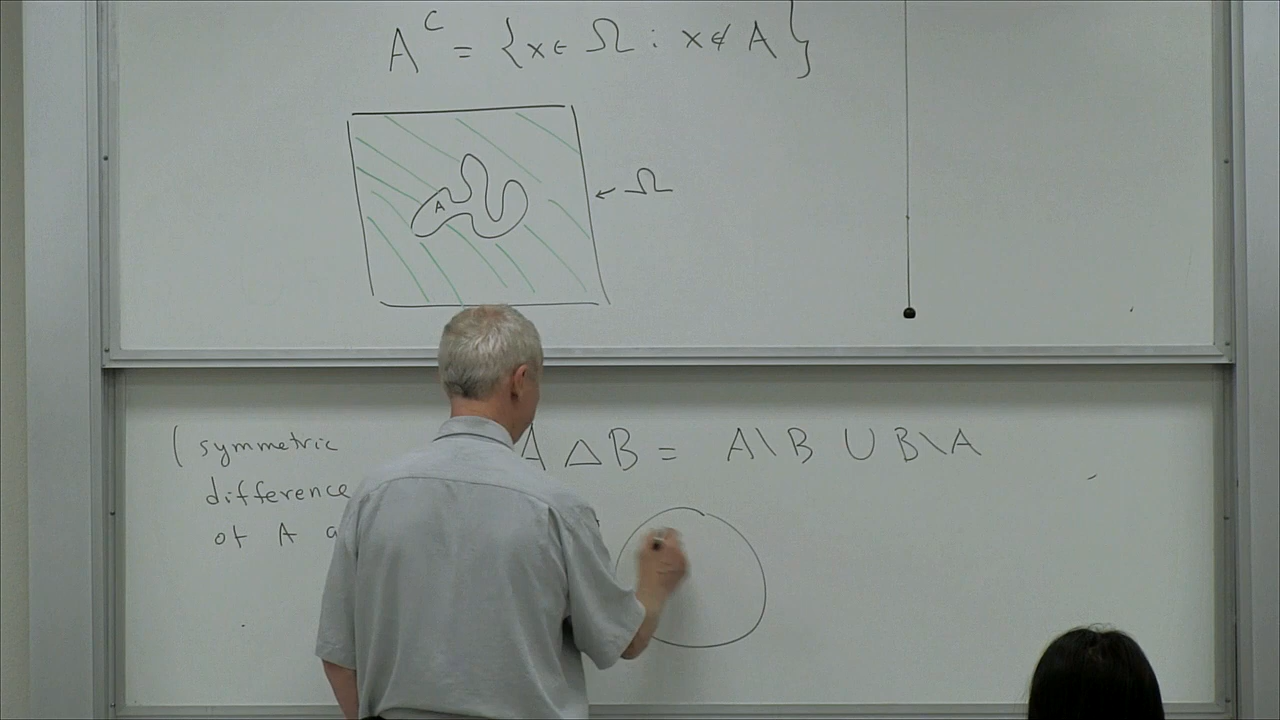 A^C = {x ∈ Ω : x ∉ A}
A
← Ω
(symmetric
difference
of A
A △ B = A\B ∪ B\A